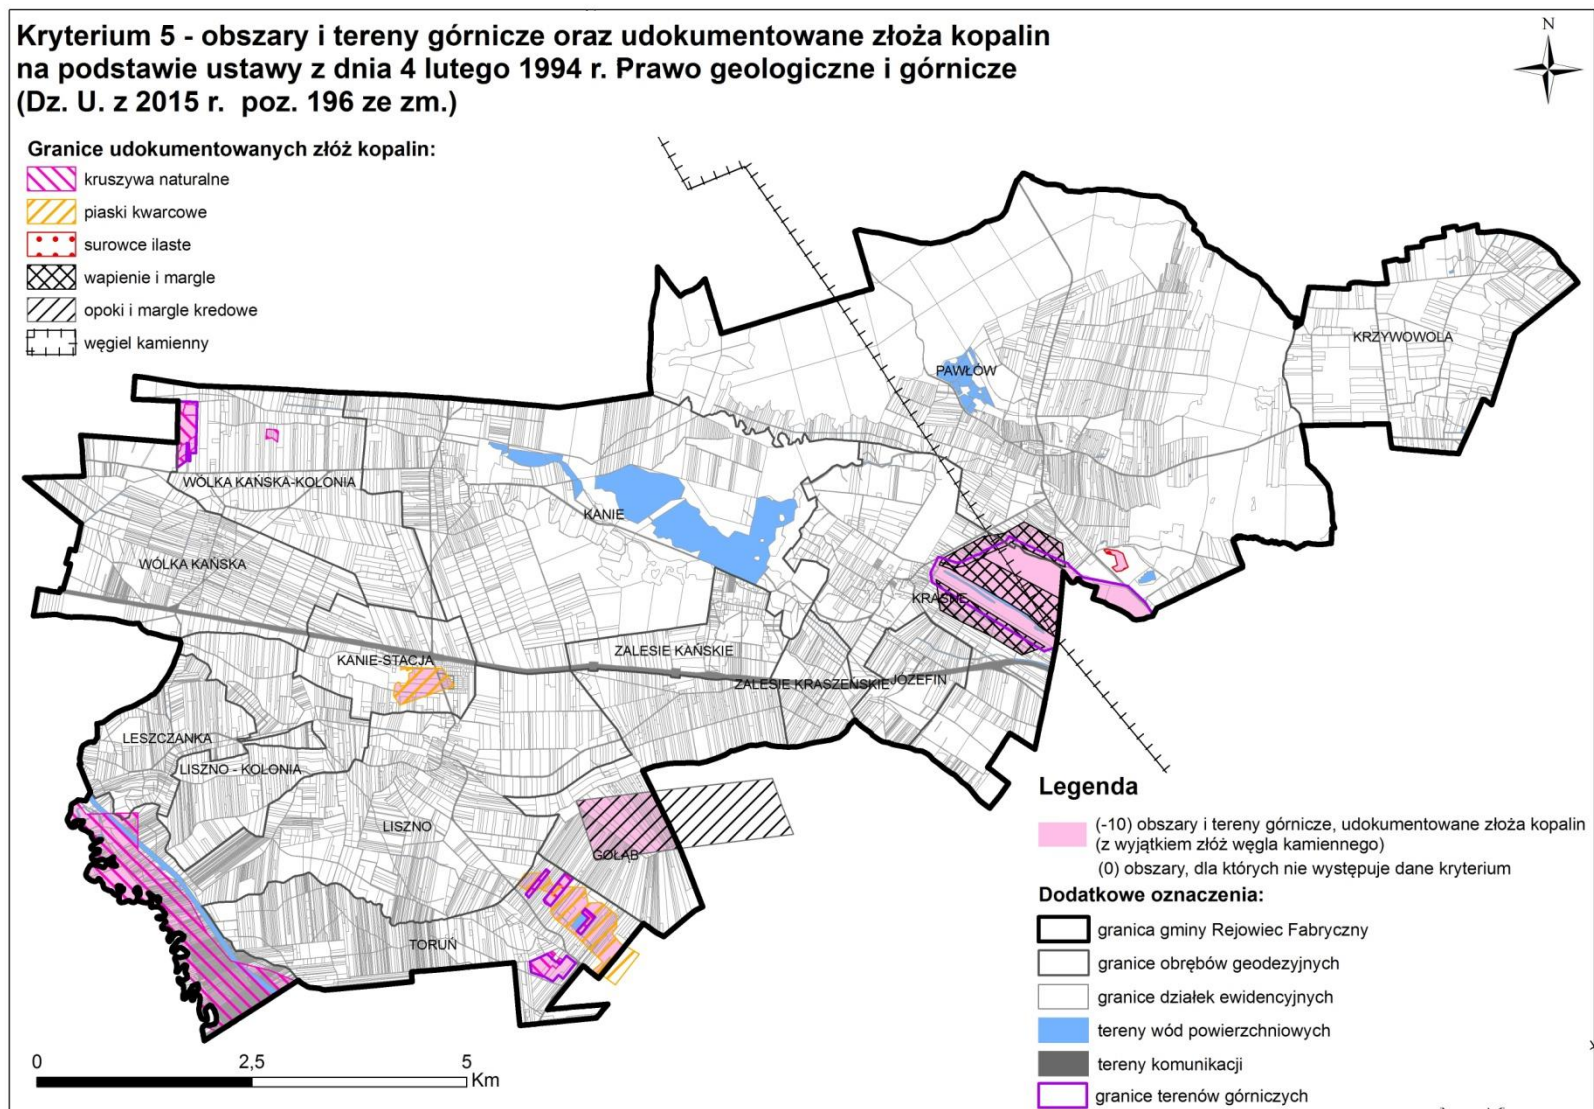 Kryterium 5 - obszary i tereny górnicze oraz udokumentowane złoża kopalin
na podstawie ustawy z dnia 4 lutego 1994 r. Prawo geologiczne i górnicze
(Dz. U. z 2015 r. poz. 196 ze zm.)
N
Granice udokumentowanych złóż kopalin:
kruszywa naturalne
piaski kwarcowe
surowce ilaste
wapienie i margle
opoki i margle kredowe
węgiel kamienny
KRZYWOWOLA
PAWŁÓW
WÓLKA KAŃSKA-KOLONIA
KANIE
WÓLKA KAŃSKA
KRASNE
ZALESIE KAŃSKIE
KANIE-STACJA
ZALESIE KRASZEŃSKIE
JÓZEFIN
LESZCZANKA
LISZNO - KOLONIA
LISZNO
GOŁĄB
TORUŃ
Legenda
(-10) obszary i tereny górnicze, udokumentowane złoża kopalin
(z wyjątkiem złóż węgla kamiennego)
(0) obszary, dla których nie występuje dane kryterium
Dodatkowe oznaczenia:
granica gminy Rejowiec Fabryczny
granice obrębów geodezyjnych
granice działek ewidencyjnych
tereny wód powierzchniowych
tereny komunikacji
granice terenów górniczych
0 2,5 5
Km